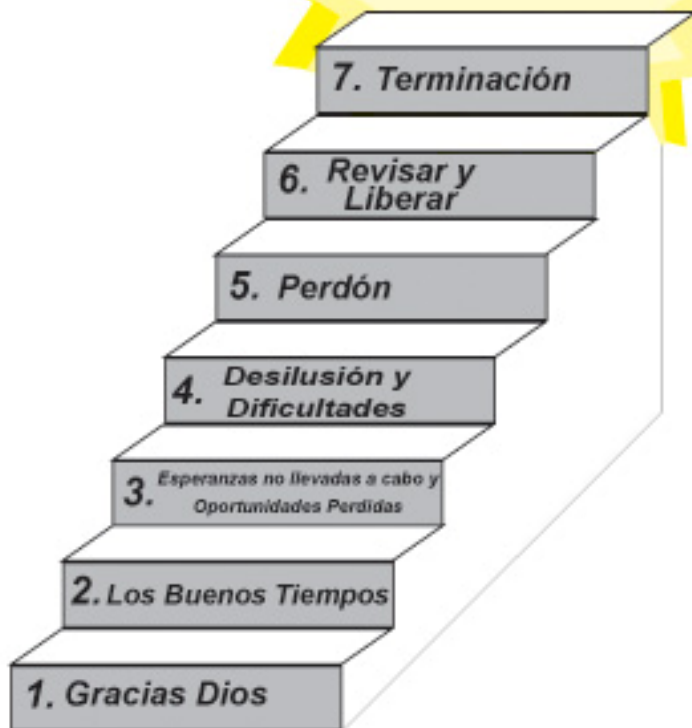 7. Terminación
6. Revisar y
Liberar
5. Perdón
4. Desilusión y
Dificultades
3. Esperanzas no llevadas a cabo y
Oportunidades Perdidas
2. Los Buenos Tiempos
1. Gracias Dios